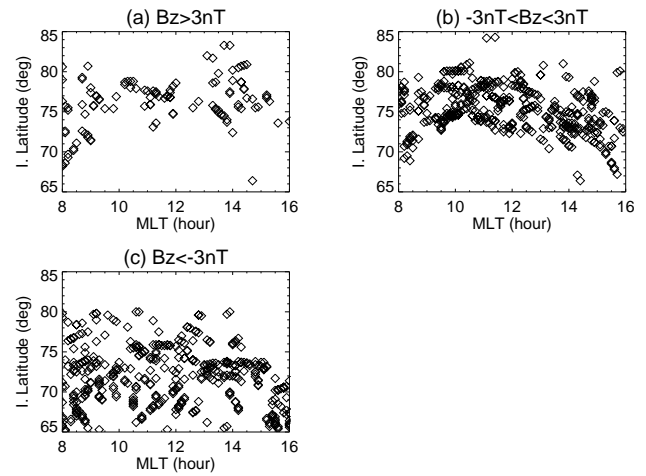 (a) Bz>3nT
85
80
75
70
65
I. Latitude (deg)
8 10 12 14 16
MLT (hour)
(b) -3nT<Bz<3nT
85
80
75
70
65
I. Latitude (deg)
8 10 12 14 16
MLT (hour)
(c) Bz<-3nT
85
80
75
70
65
I. Latitude (deg)
8 10 12 14 16
MLT (hour)